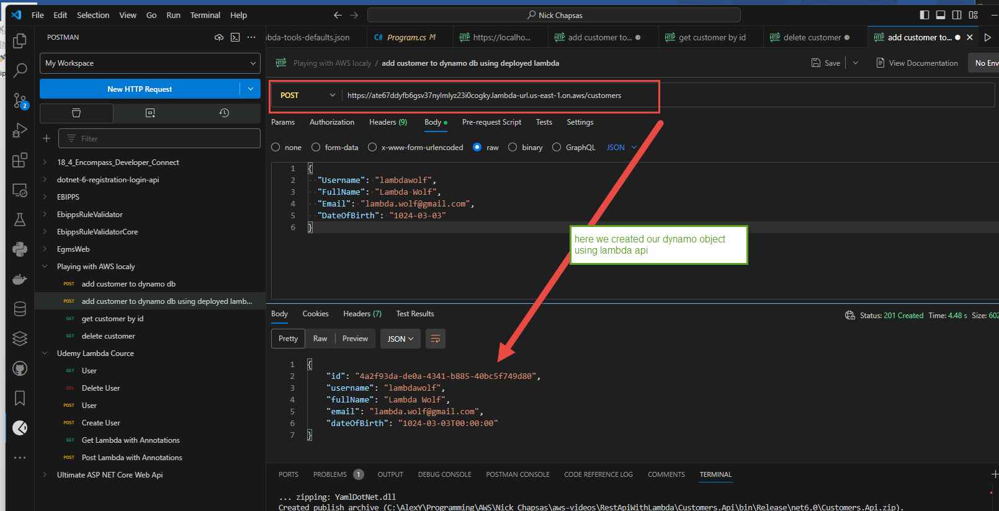 File Edit Selection View Go Run Terminal Help
Nick Chapsas
POSTMAN
My Workspace
New HTTP Request
Filter
18_4_Encompass_Developer_Connect
dotnet-6-registration-login-api
EBIPPS
EbippsRuleValidator
EbippsRuleValidatorCore
EgmsWeb
Playing with AWS localy
POST add customer to dynamo db
POST add customer to dynamo db using deployed lamb...
GET get customer by id
GET delete customer
Udemy Lambda Cource
GET User
DEL Delete User
POST User
POST Create User
GET Get Lambda with Annotations
POST Post Lambda with Annotations
Ultimate ASP NET Core Web Api
2
bda-tools-defaults.json C# Program.cs M HTTP https://localho... HTTP add customer to... HTTP get customer by id HTTP delete customer HTTP add customer to...
HTTP Playing with AWS localy / add customer to dynamo db using deployed lambda Save View Documentation No Env
POST https://ate67ddyfb6gsv37nylmlyz23i0cogky.lambda-url.us-east-1.on.aws/customers
Params Authorization Headers (9) Body Pre-request Script Tests Settings
none form-data x-www-form-urlencoded raw binary GraphQL JSON
1 {
2 "Username": "lambdawolf",
3 "FullName": "Lambda Wolf",
4 "Email": "lambda.wolf@gmail.com",
5 "DateOfBirth": "1024-03-03"
6 }
here we created our dynamo object
using lambda api
Body Cookies Headers (7) Test Results Status: 201 Created Time: 4.48 s Size: 602
Pretty Raw Preview JSON
1 {
2 "id": "4a2f93da-de0a-4341-b885-40bc5f749d80",
3 "username": "lambdawolf",
4 "fullName": "Lambda Wolf",
5 "email": "lambda.wolf@gmail.com",
6 "dateOfBirth": "1024-03-03T00:00:00"
7 }
PORTS PROBLEMS 1 OUTPUT DEBUG CONSOLE POSTMAN CONSOLE CODE REFERENCE LOG COMMENTS TERMINAL
... zipping: YamlDotNet.dll
Created publish archive (C:\AlexY\Programming\AWS\Nick Chapsas\aws-videos\RestApiWithLambda\Customers.Api\bin\Release\net6.0\Customers.Api.zip).